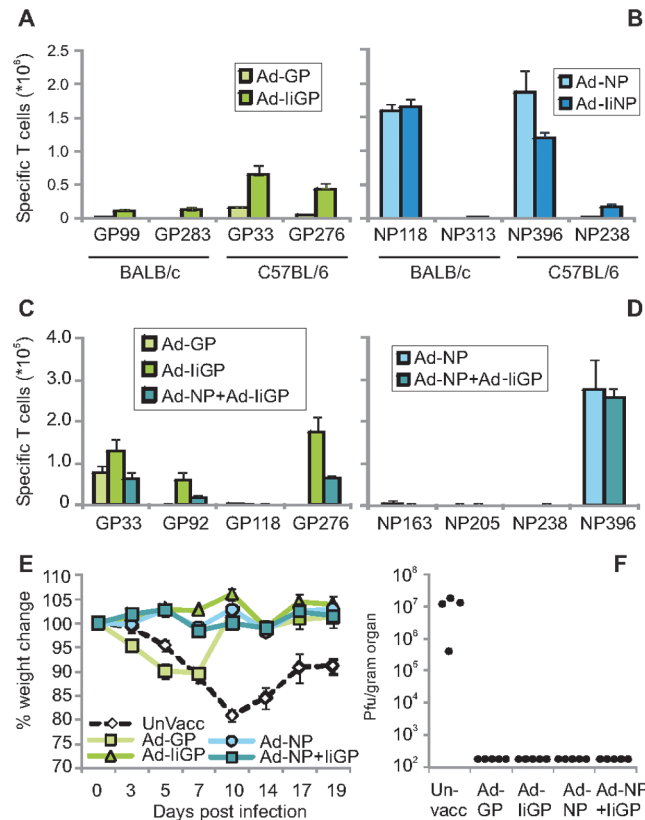 A
B
Specific T cells (*10⁶)
2.5
2.0
1.5
1.0
0.5
0
Ad-GP
Ad-IiGP
Ad-NP
Ad-IiNP
GP99 GP283 GP33 GP276
NP118 NP313 NP396 NP238
BALB/c C57BL/6
BALB/c C57BL/6
C
D
Specific T cells (*10⁵)
4.0
3.0
2.0
1.0
0
Ad-GP
Ad-IiGP
Ad-NP+Ad-IiGP
Ad-NP
Ad-NP+Ad-IiGP
GP33 GP92 GP118 GP276
NP163 NP205 NP238 NP396
E
F
% weight change
110
105
100
95
90
85
80
75
70
UnVacc
Ad-GP
Ad-NP
Ad-IiGP
Ad-NP+IiGP
0 3 5 7 10 14 17 19
Days post infection
Pfu/gram organ
10⁸
10⁷
10⁶
10⁵
10⁴
10³
10²
Un-
vacc
Ad-
GP
Ad-
IiGP
Ad-
NP
Ad-NP
+IiGP